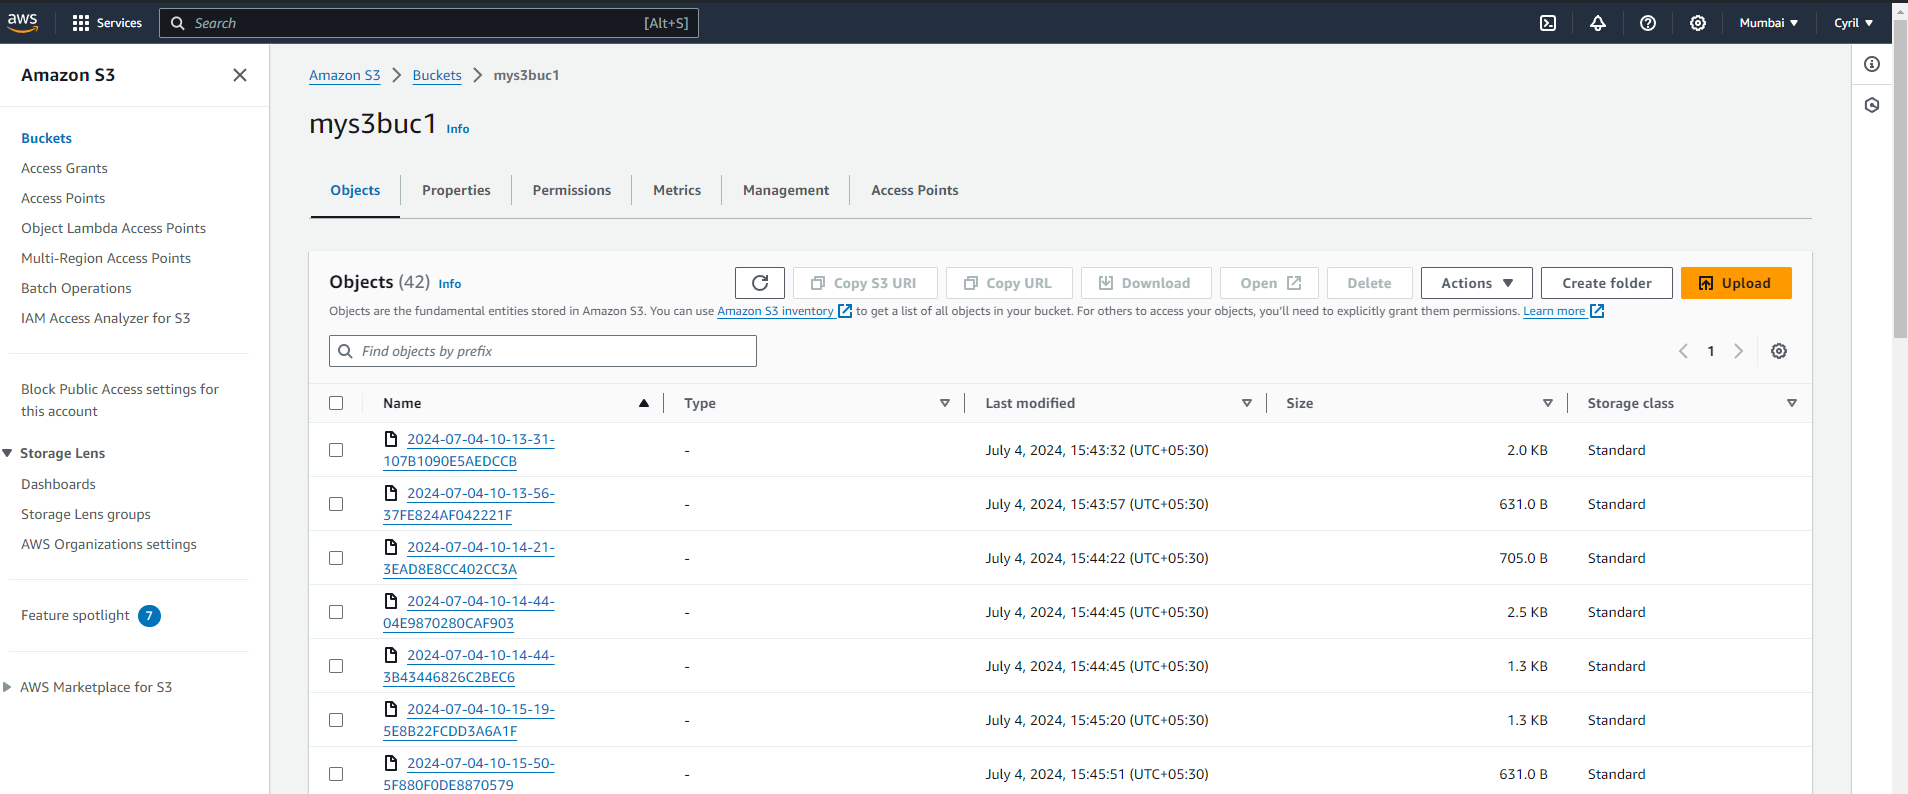 aws
Services
Search
[Alt+S]
Mumbai
Cyril
Amazon S3
Buckets
Access Grants
Access Points
Object Lambda Access Points
Multi-Region Access Points
Batch Operations
IAM Access Analyzer for S3
Block Public Access settings for
this account
Storage Lens
Dashboards
Storage Lens groups
AWS Organizations settings
Feature spotlight 7
AWS Marketplace for S3
Amazon S3 > Buckets > mys3buc1
mys3buc1 Info
Objects
Properties
Permissions
Metrics
Management
Access Points
Objects (42) Info
Copy S3 URI
Copy URL
Download
Open
Delete
Actions
Create folder
Upload
Objects are the fundamental entities stored in Amazon S3. You can use Amazon S3 inventory to get a list of all objects in your bucket. For others to access your objects, you'll need to explicitly grant them permissions. Learn more
Find objects by prefix
1
Name Type Last modified Size Storage class
2024-07-04-10-13-31-
107B1090E5AEDCCB
- July 4, 2024, 15:43:32 (UTC+05:30) 2.0 KB Standard
2024-07-04-10-13-56-
37FE824AF042221F
- July 4, 2024, 15:43:57 (UTC+05:30) 631.0 B Standard
2024-07-04-10-14-21-
3EAD8E8CC402CC3A
- July 4, 2024, 15:44:22 (UTC+05:30) 705.0 B Standard
2024-07-04-10-14-44-
04E9870280CAF903
- July 4, 2024, 15:44:45 (UTC+05:30) 2.5 KB Standard
2024-07-04-10-14-44-
3B43446826C2BEC6
- July 4, 2024, 15:44:45 (UTC+05:30) 1.3 KB Standard
2024-07-04-10-15-19-
5E8B22FCDD3A6A1F
- July 4, 2024, 15:45:20 (UTC+05:30) 1.3 KB Standard
2024-07-04-10-15-50-
5F880F0DE8870579
- July 4, 2024, 15:45:51 (UTC+05:30) 631.0 B Standard